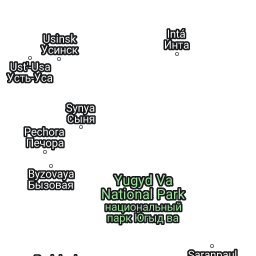 Usinsk
Усинск
Intá
Инта
Ust'-Usa
Усть-Уса
Synya
Сыня
Pechora
Печора
Byzovaya
Бызовая
Yugyd Va
National Park
национальный
парк Югыд ва